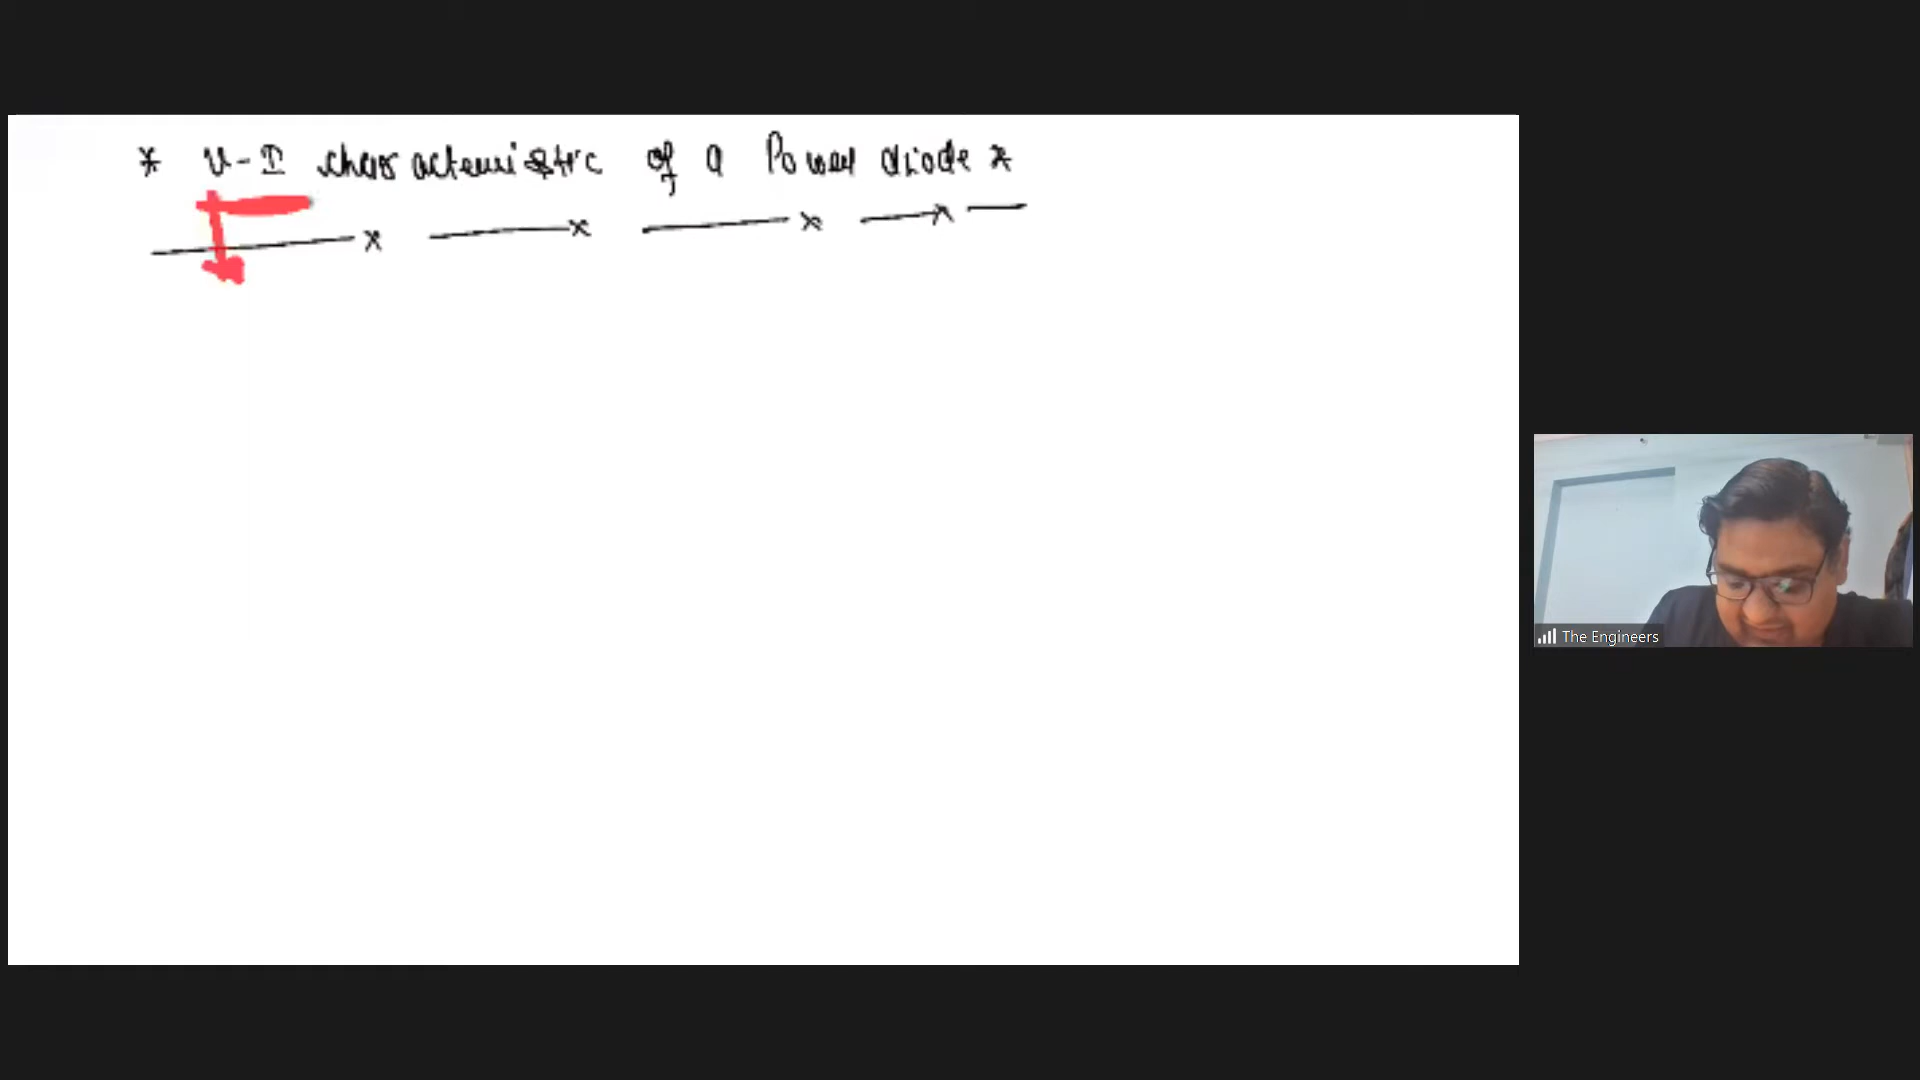 * V-I characteristic of a Power diode *
The Engineers